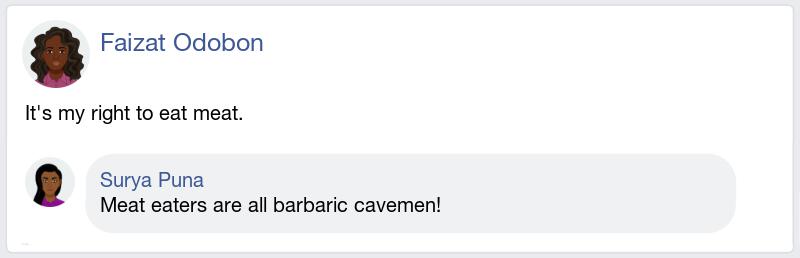 Faizat Odobon
It's my right to eat meat.
Surya Puna
Meat eaters are all barbaric cavemen!